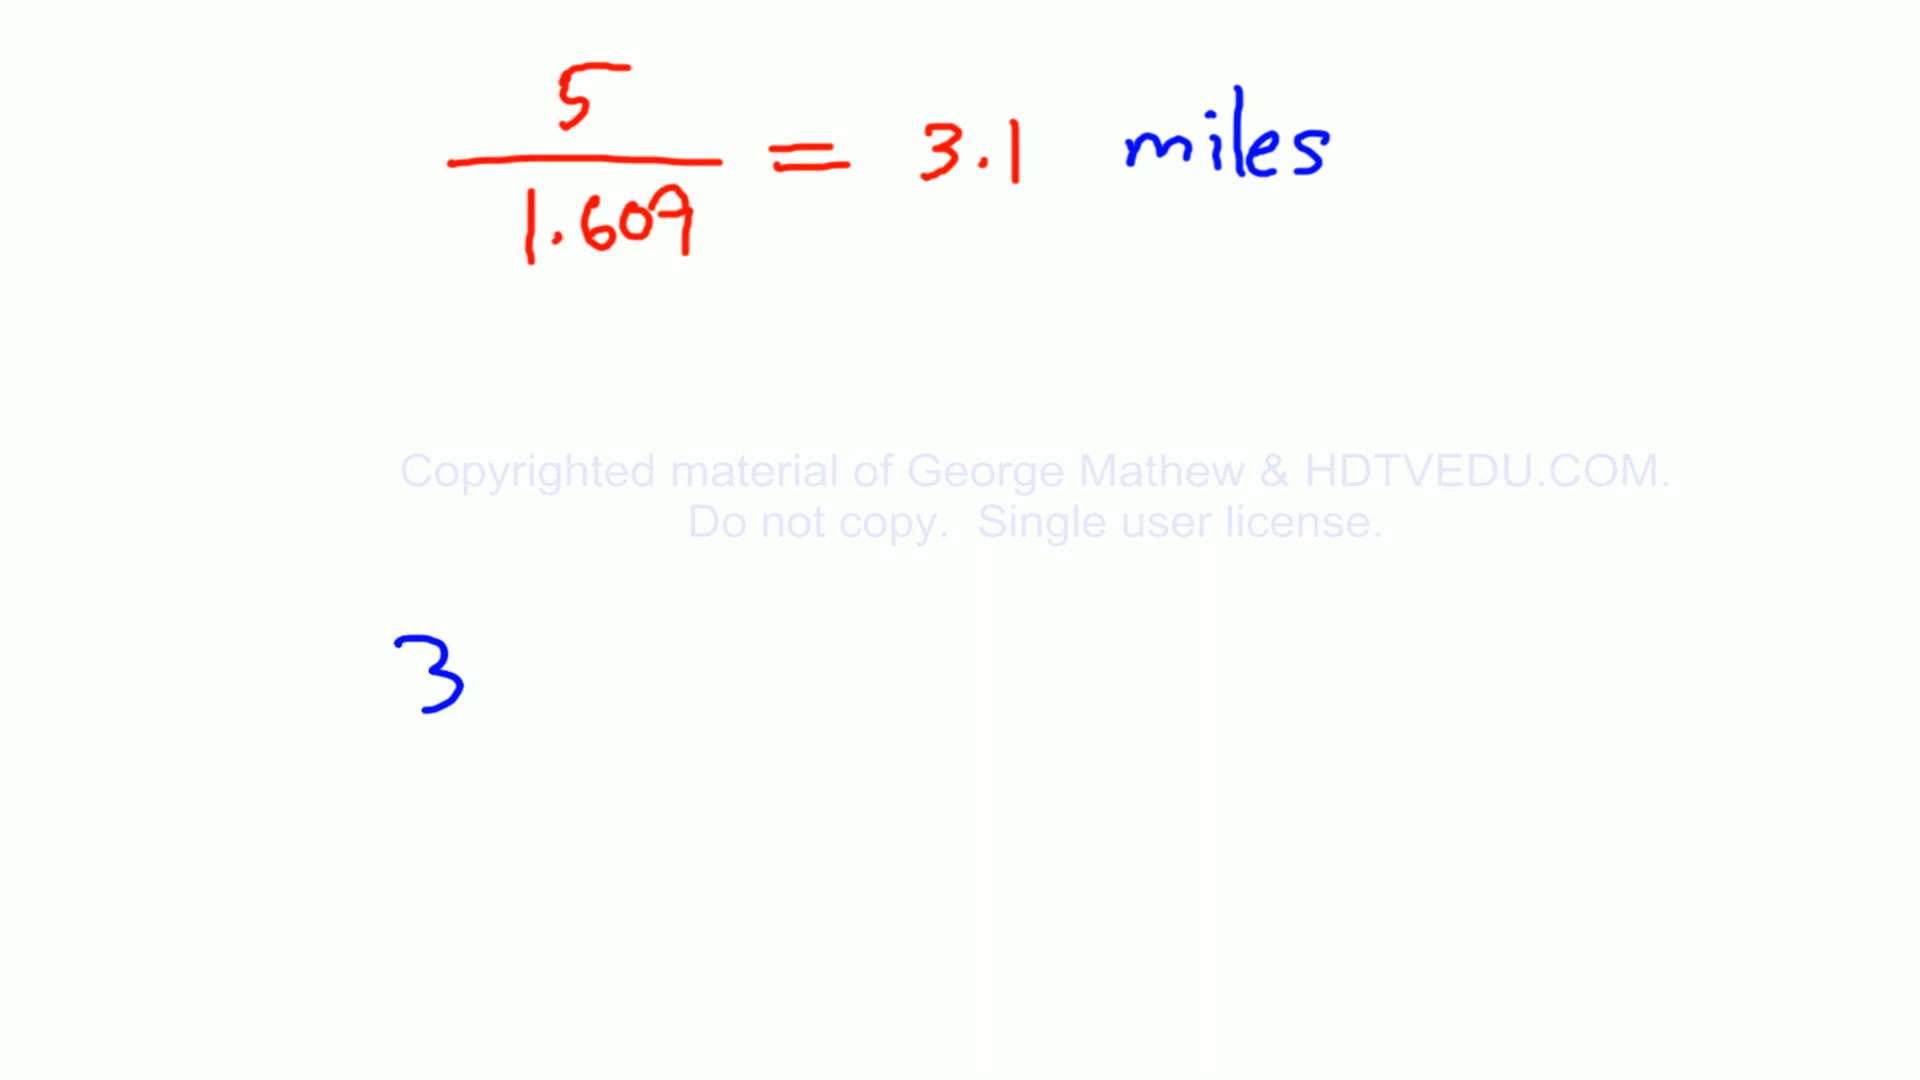 5
1.609 = 3.1 miles
Copyrighted material of George Mathew & HDTVEDU.COM.
Do not copy. Single user license.
3